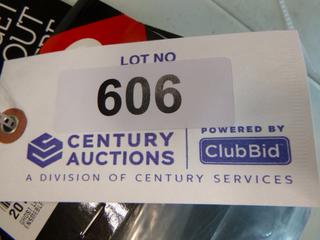 LOT NO
606
CENTURY
AUCTIONS
POWERED BY
ClubBid
A DIVISION OF CENTURY SERVICES